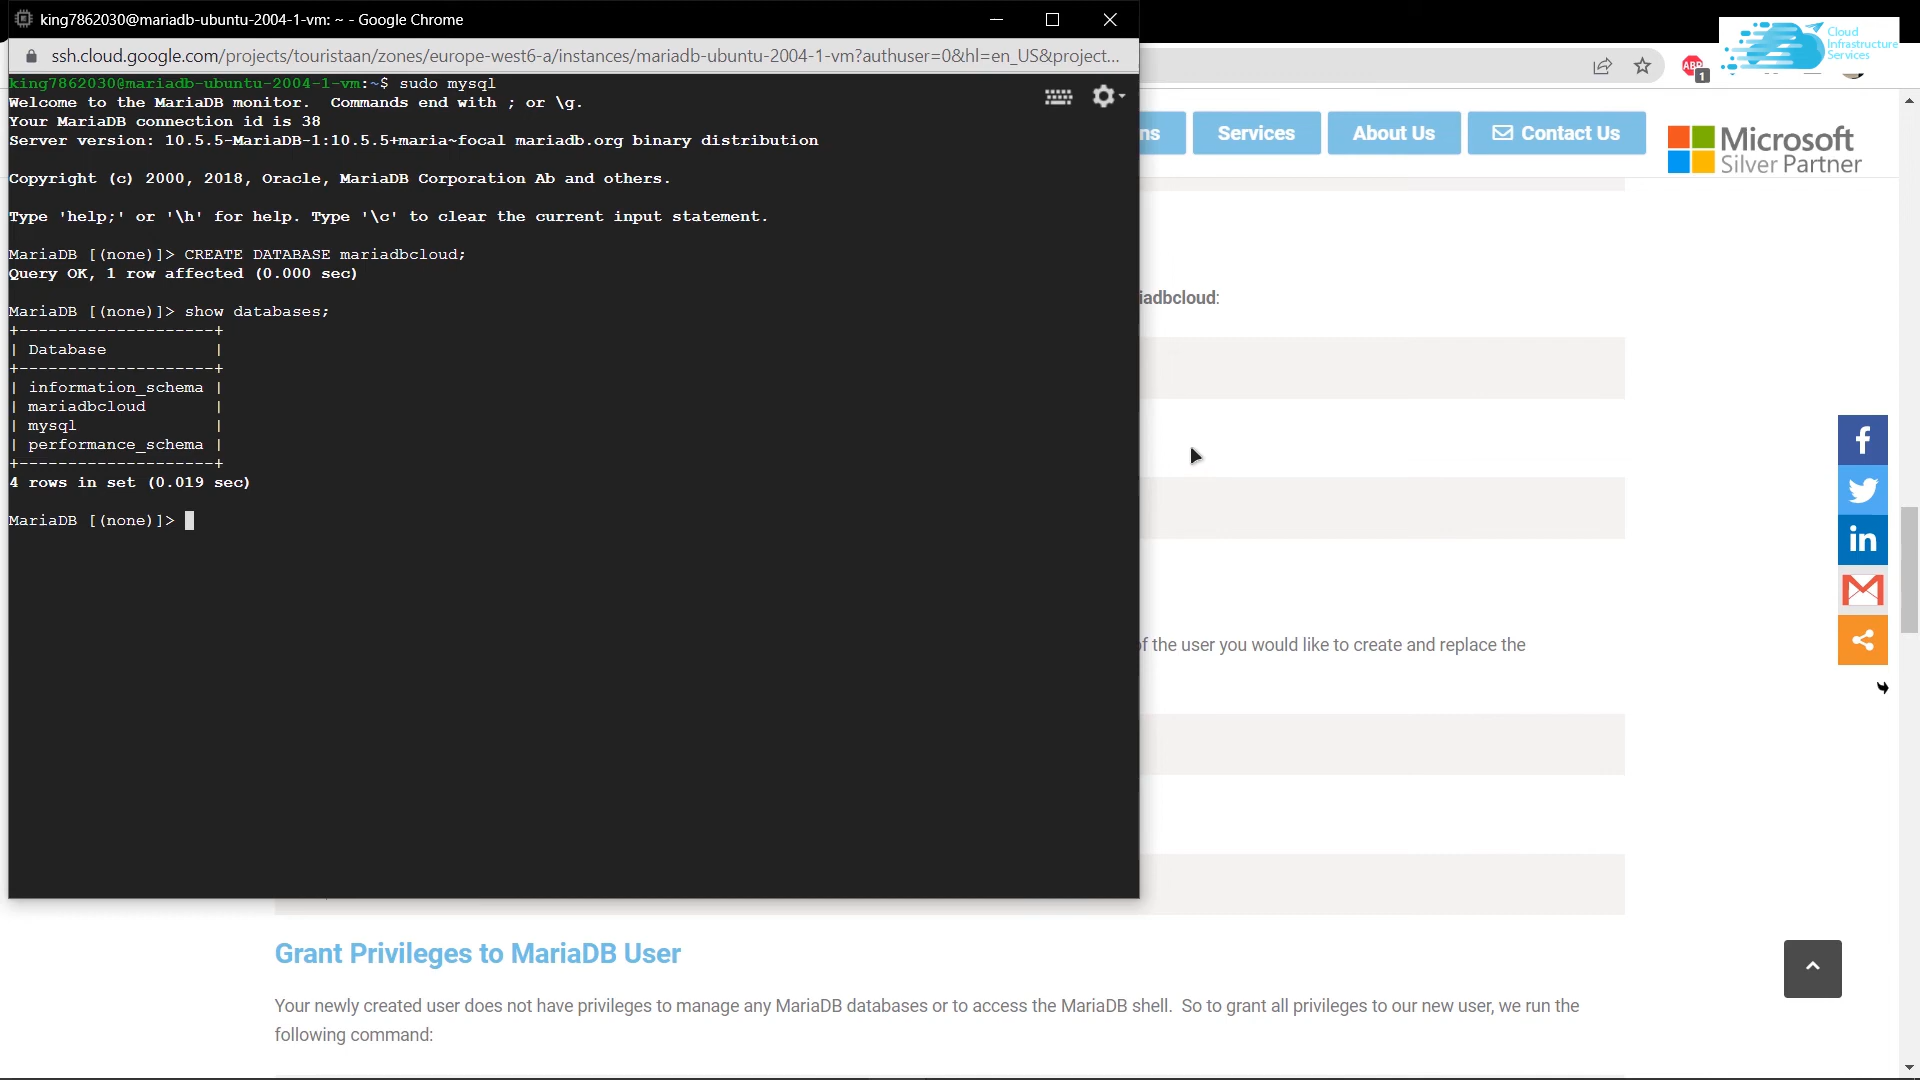 king7862030@mariadb-ubuntu-2004-1-vm: ~ - Google Chrome
ssh.cloud.google.com/projects/touristaan/zones/europe-west6-a/instances/mariadb-ubuntu-2004-1-vm?authuser=0&hl=en_US&project...
king7862030@mariadb-ubuntu-2004-1-vm:~$ sudo mysql
Welcome to the MariaDB monitor.  Commands end with ; or \g.
Your MariaDB connection id is 38
Server version: 10.5.5-MariaDB-1:10.5.5+maria~focal mariadb.org binary distribution
Copyright (c) 2000, 2018, Oracle, MariaDB Corporation Ab and others.
Type 'help;' or '\h' for help. Type '\c' to clear the current input statement.
MariaDB [(none)]> CREATE DATABASE mariadbcloud;
Query OK, 1 row affected (0.000 sec)
MariaDB [(none)]> show databases;
+--------------------+
| Database           |
+--------------------+
| information_schema |
| mariadbcloud       |
| mysql              |
| performance_schema |
+--------------------+
4 rows in set (0.019 sec)
MariaDB [(none)]>
ABP
1
Cloud
Infrastructure
Services
ns
Services
About Us
Contact Us
Microsoft
Silver Partner
iadbcloud:
of the user you would like to create and replace the
Grant Privileges to MariaDB User
Your newly created user does not have privileges to manage any MariaDB databases or to access the MariaDB shell.  So to grant all privileges to our new user, we run the
following command: